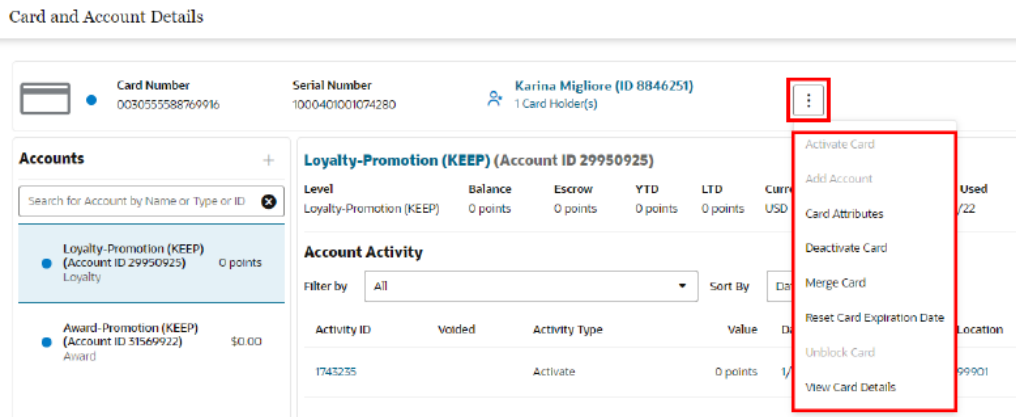 Card and Account Details
Card Number
0030555588769916
Serial Number
1000401001074280
Karina Migliore (ID 8846251)
1 Card Holder(s)
Activate Card
Add Account
Card Attributes
Deactivate Card
Merge Card
Reset Card Expiration Date
Unblock Card
View Card Details
Accounts
Search for Account by Name or Type or ID
Loyalty-Promotion (KEEP)
(Account ID 29950925) 0 points
Loyalty
Award-Promotion (KEEP)
(Account ID 31569922) $0.00
Award
Loyalty-Promotion (KEEP) (Account ID 29950925)
Level Balance Escrow YTD LTD Curre Used
Loyalty-Promotion (KEEP) 0 points 0 points 0 points 0 points USD /22
Account Activity
Filter by All Sort By Da
Activity ID Voided Activity Type Value Da Location
1743235 Activate 0 points 1/ 99901